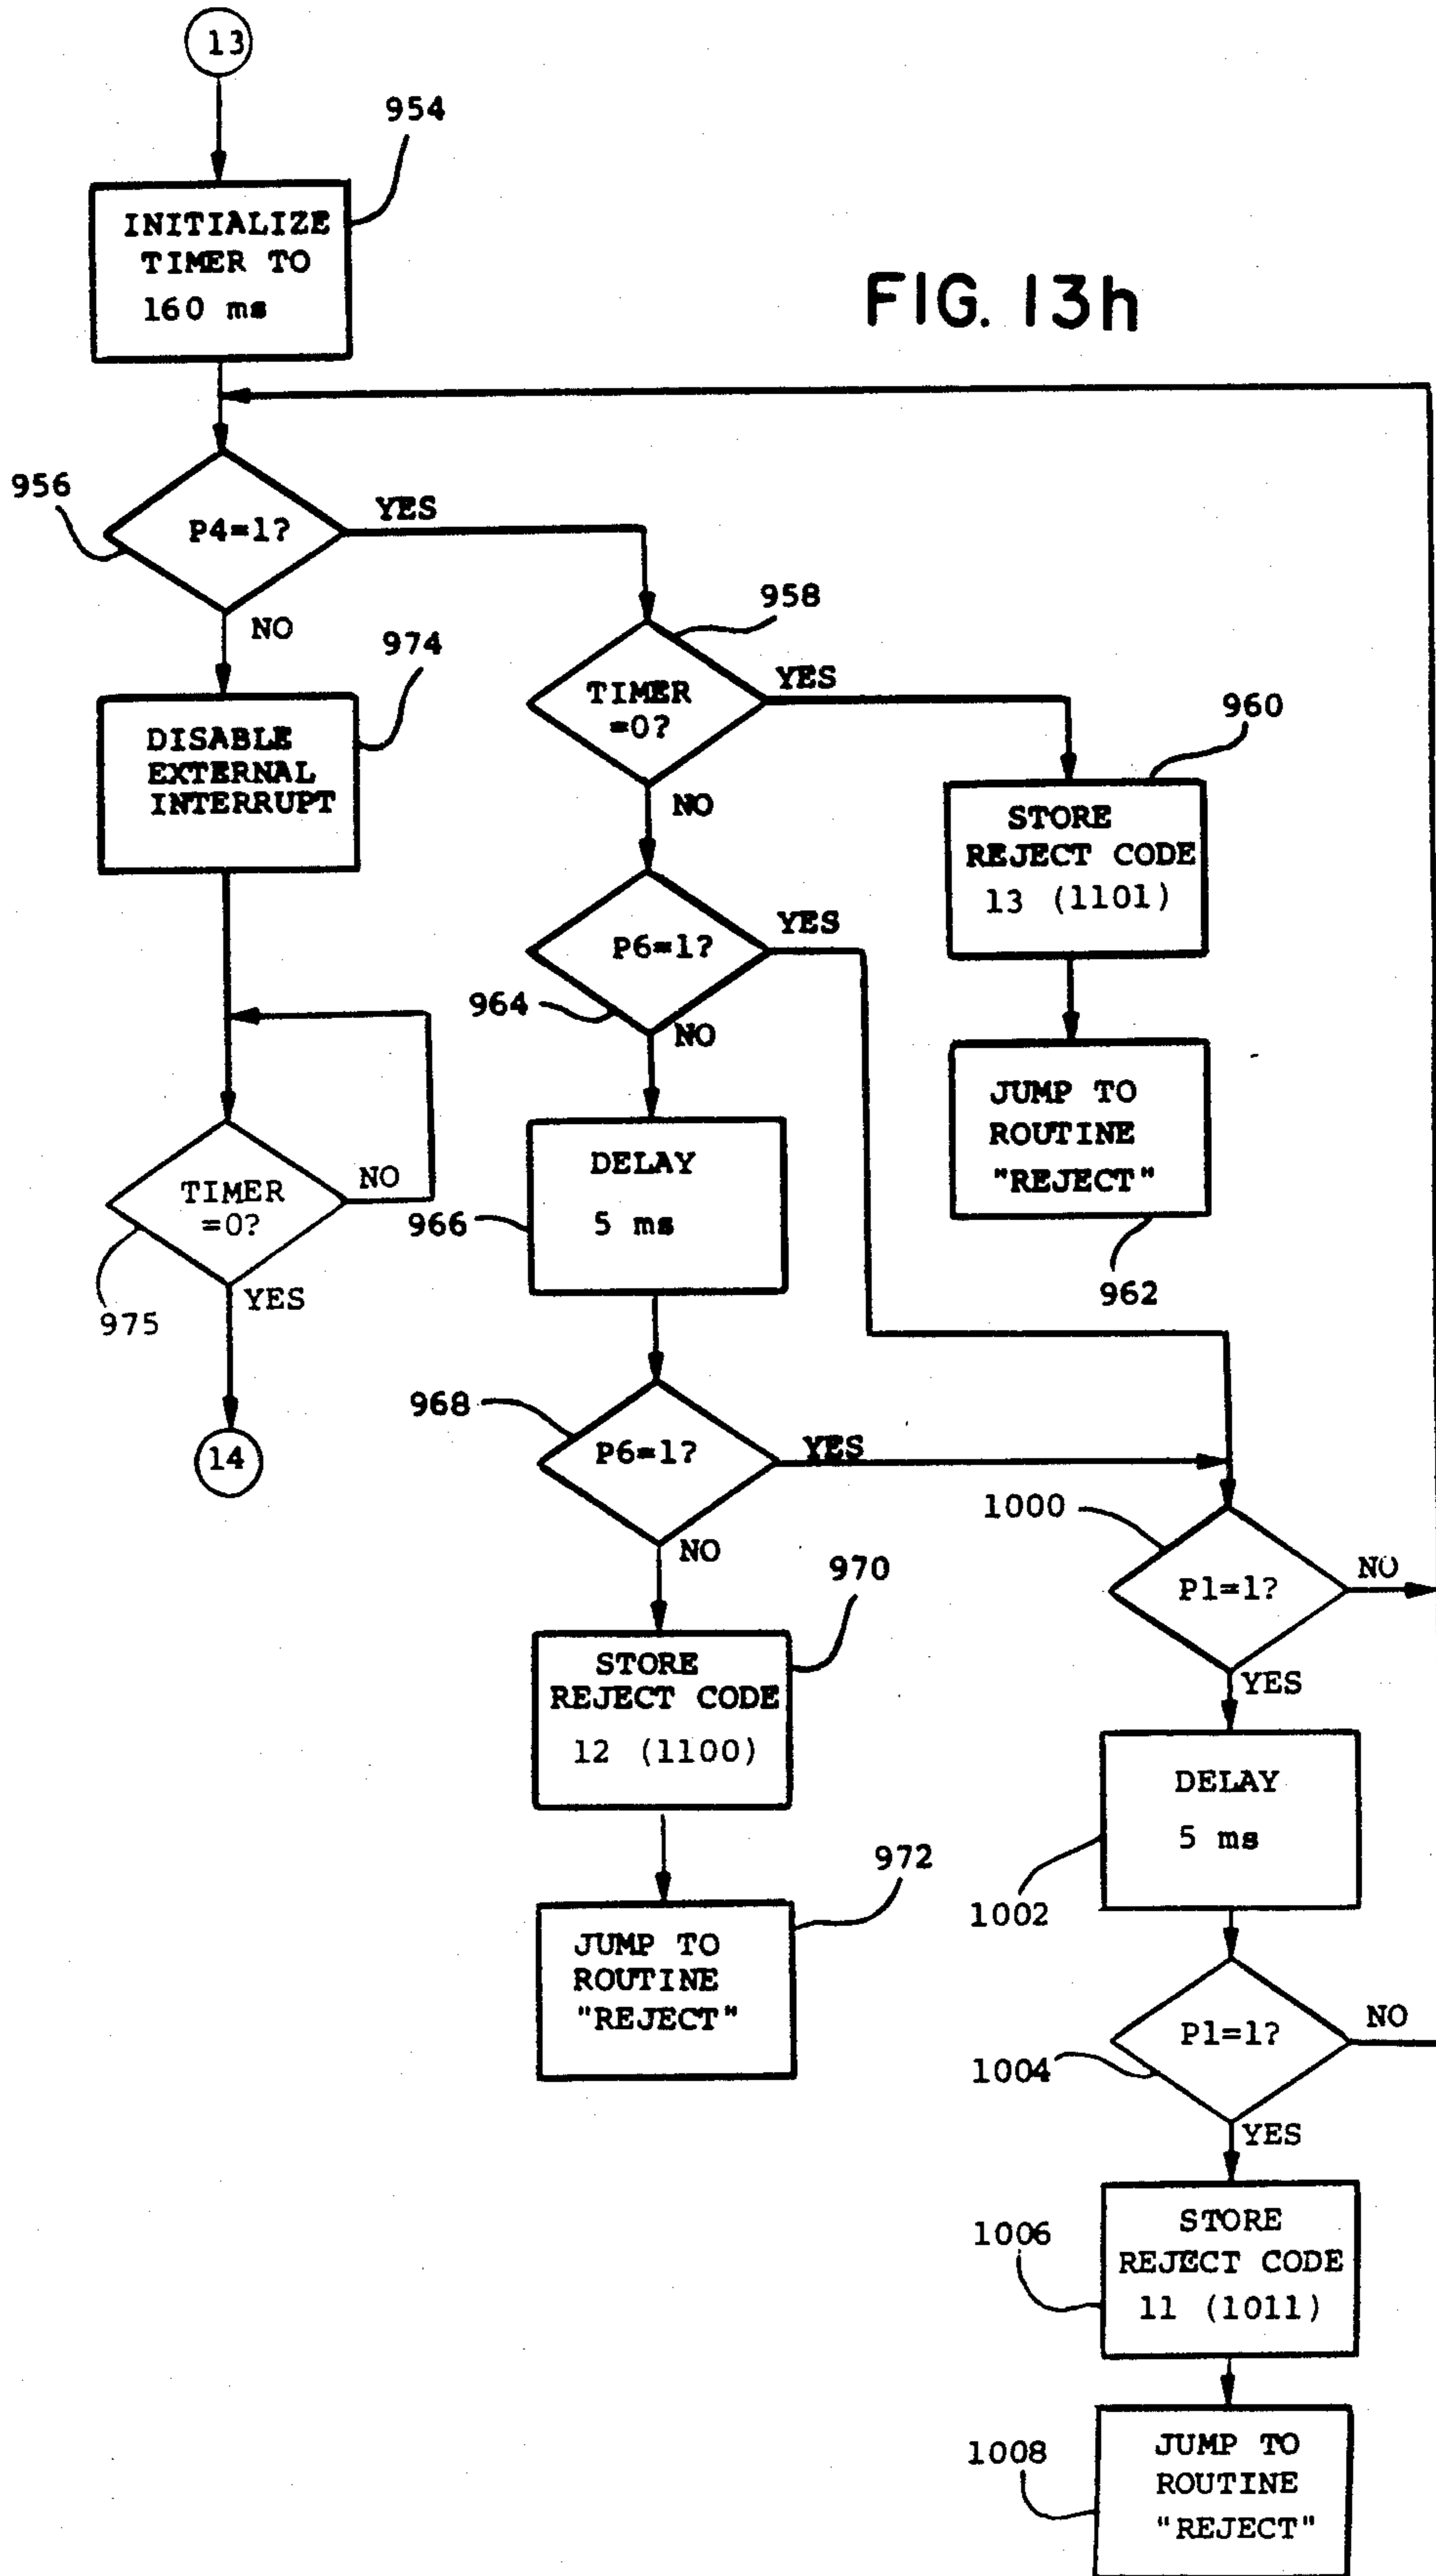 13
954
INITIALIZE
TIMER TO
160 ms
FIG. 13h
956
P4=1?
YES
NO
958
TIMER
=0?
YES
NO
974
DISABLE
EXTERNAL
INTERRUPT
960
STORE
REJECT CODE
13 (1101)
964
P6=1?
YES
NO
JUMP TO
ROUTINE
"REJECT"
962
966
DELAY
5 ms
TIMER
=0?
NO
975
YES
14
968
P6=1?
YES
NO
1000
P1=1?
NO
YES
970
STORE
REJECT CODE
12 (1100)
DELAY
5 ms
1002
972
JUMP TO
ROUTINE
"REJECT"
P1=1?
NO
1004
YES
1006
STORE
REJECT CODE
11 (1011)
1008
JUMP TO
ROUTINE
"REJECT"